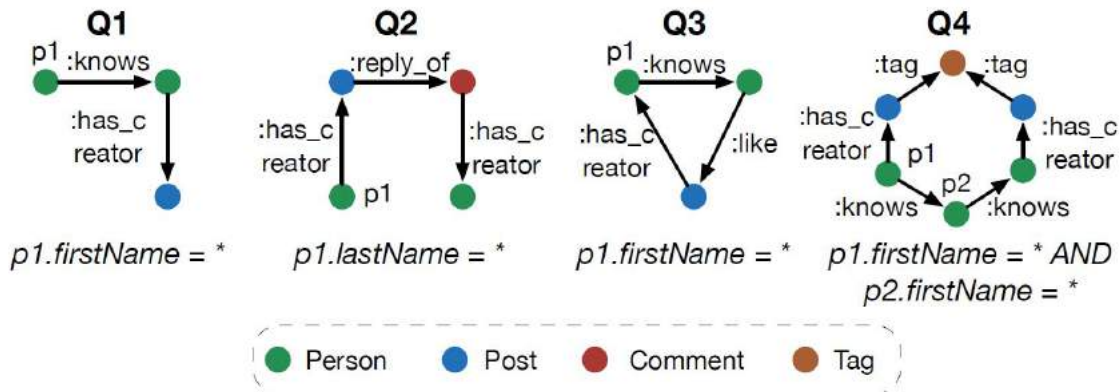 Q1
p1
:knows
:has_c
reator
p1.firstName = *
Q2
:reply_of
:has_c
reator
:has_c
reator
p1
p1.lastName = *
Q3
p1
:knows
:has_c
reator
:like
p1.firstName = *
Q4
:tag
:tag
:has_c
reator
:has_c
reator
p1
p2
:knows
:knows
p1.firstName = * AND
p2.firstName = *
Person
Post
Comment
Tag